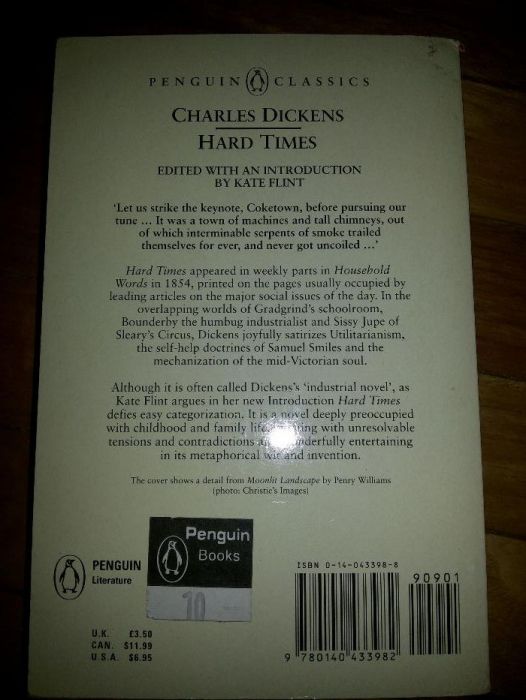 PENGUIN CLASSICS
CHARLES DICKENS
HARD TIMES
EDITED WITH AN INTRODUCTION
BY KATE FLINT
'Let us strike the keynote, Coketown, before pursuing our
tune ... It was a town of machines and tall chimneys, out
of which interminable serpents of smoke trailed
themselves for ever, and never got uncoiled ...'
Hard Times appeared in weekly parts in Household
Words in 1854, printed on the pages usually occupied by
leading articles on the major social issues of the day. In the
overlapping worlds of Gradgrind's schoolroom,
Bounderby the humbug industrialist and Sissy Jupe of
Sleary's Circus, Dickens joyfully satirizes Utilitarianism,
the self-help doctrines of Samuel Smiles and the
mechanization of the mid-Victorian soul.
Although it is often called Dickens's 'industrial novel', as
Kate Flint argues in her new Introduction Hard Times
defies easy categorization. It is a novel deeply preoccupied
with childhood and family with unresolvable
tensions and contradictions
in its metaphorical wit and invention.
The cover shows a detail from Moonlit Landscape by Penry Williams
(photo: Christie's Images)
Penguin
Books
10
PENGUIN
Literature
U.K. £3.50
CAN. $11.99
U.S.A. $6.95
ISBN 0-14-043398-8
90901
9 780140 433982